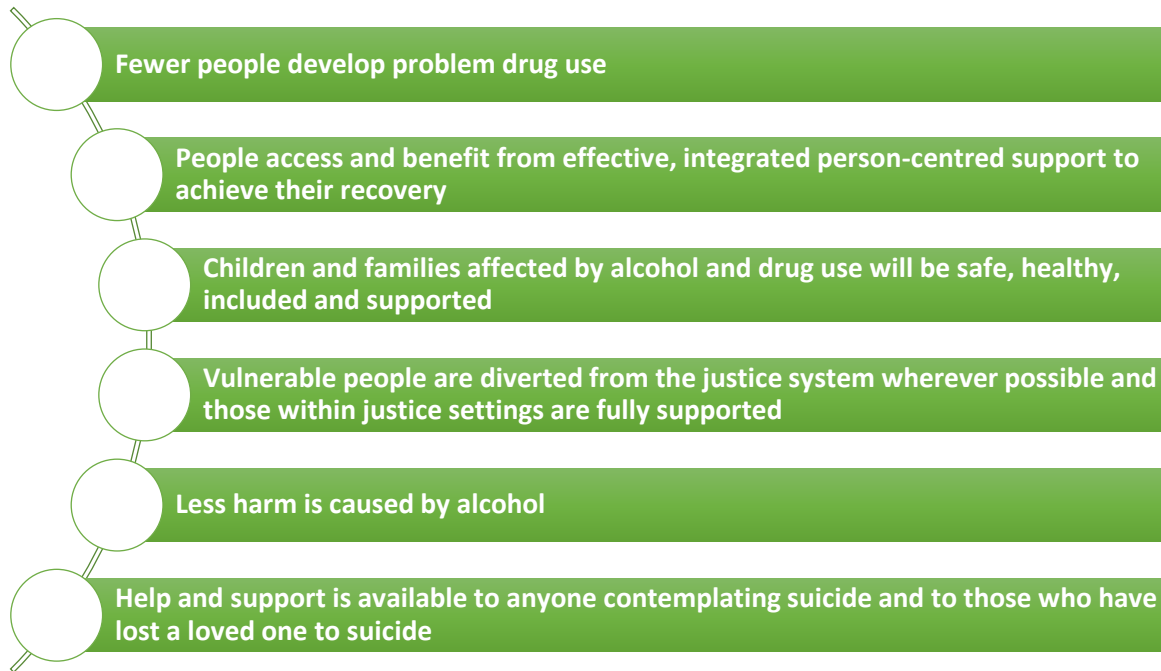 Fewer people develop problem drug use
People access and benefit from effective, integrated person-centred support to
achieve their recovery
Children and families affected by alcohol and drug use will be safe, healthy,
included and supported
Vulnerable people are diverted from the justice system wherever possible and
those within justice settings are fully supported
Less harm is caused by alcohol
Help and support is available to anyone contemplating suicide and to those who have
lost a loved one to suicide